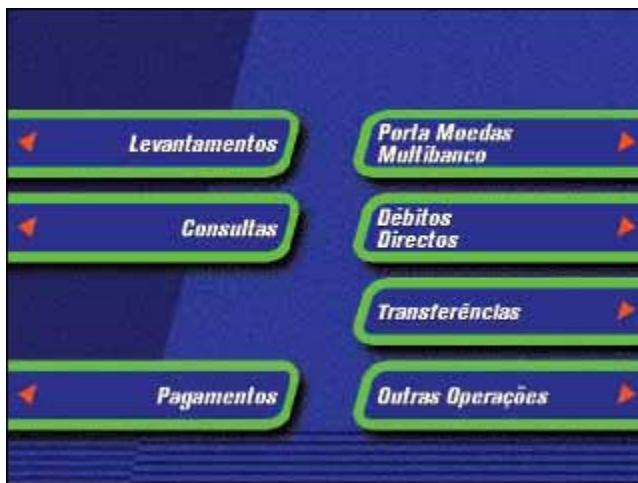 Levantamentos
Porta Moedas
Multibanco
Consultas
Débitos
Directos
Transferências
Pagamentos
Outras Operações